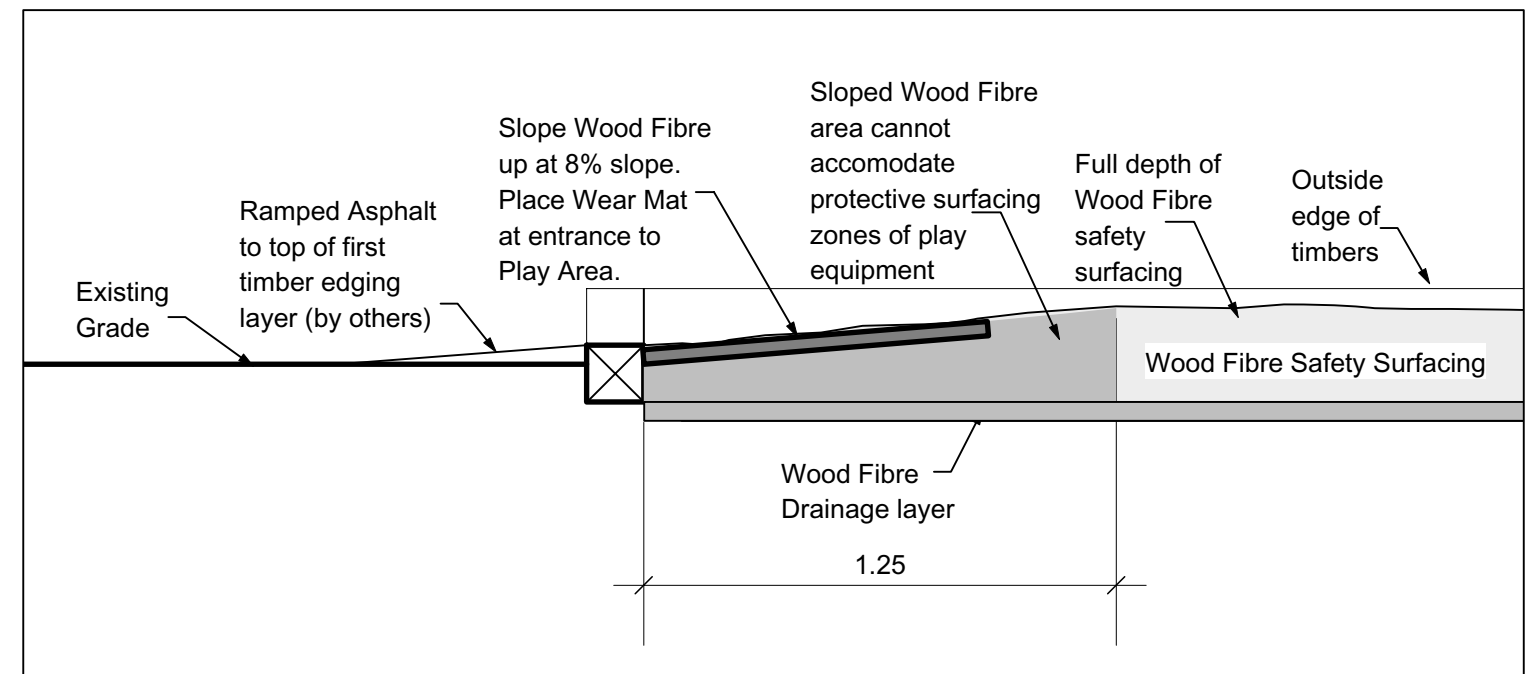 Existing
Grade
Ramped Asphalt
to top of first
timber edging
layer (by others)
Slope Wood Fibre
up at 8% slope.
Place Wear Mat
at entrance to
Play Area.
Sloped Wood Fibre
area cannot
accomodate
protective surfacing
zones of play
equipment
Full depth of
Wood Fibre
safety
surfacing
Outside
edge of
timbers
Wood Fibre Safety Surfacing
Wood Fibre
Drainage layer
1.25